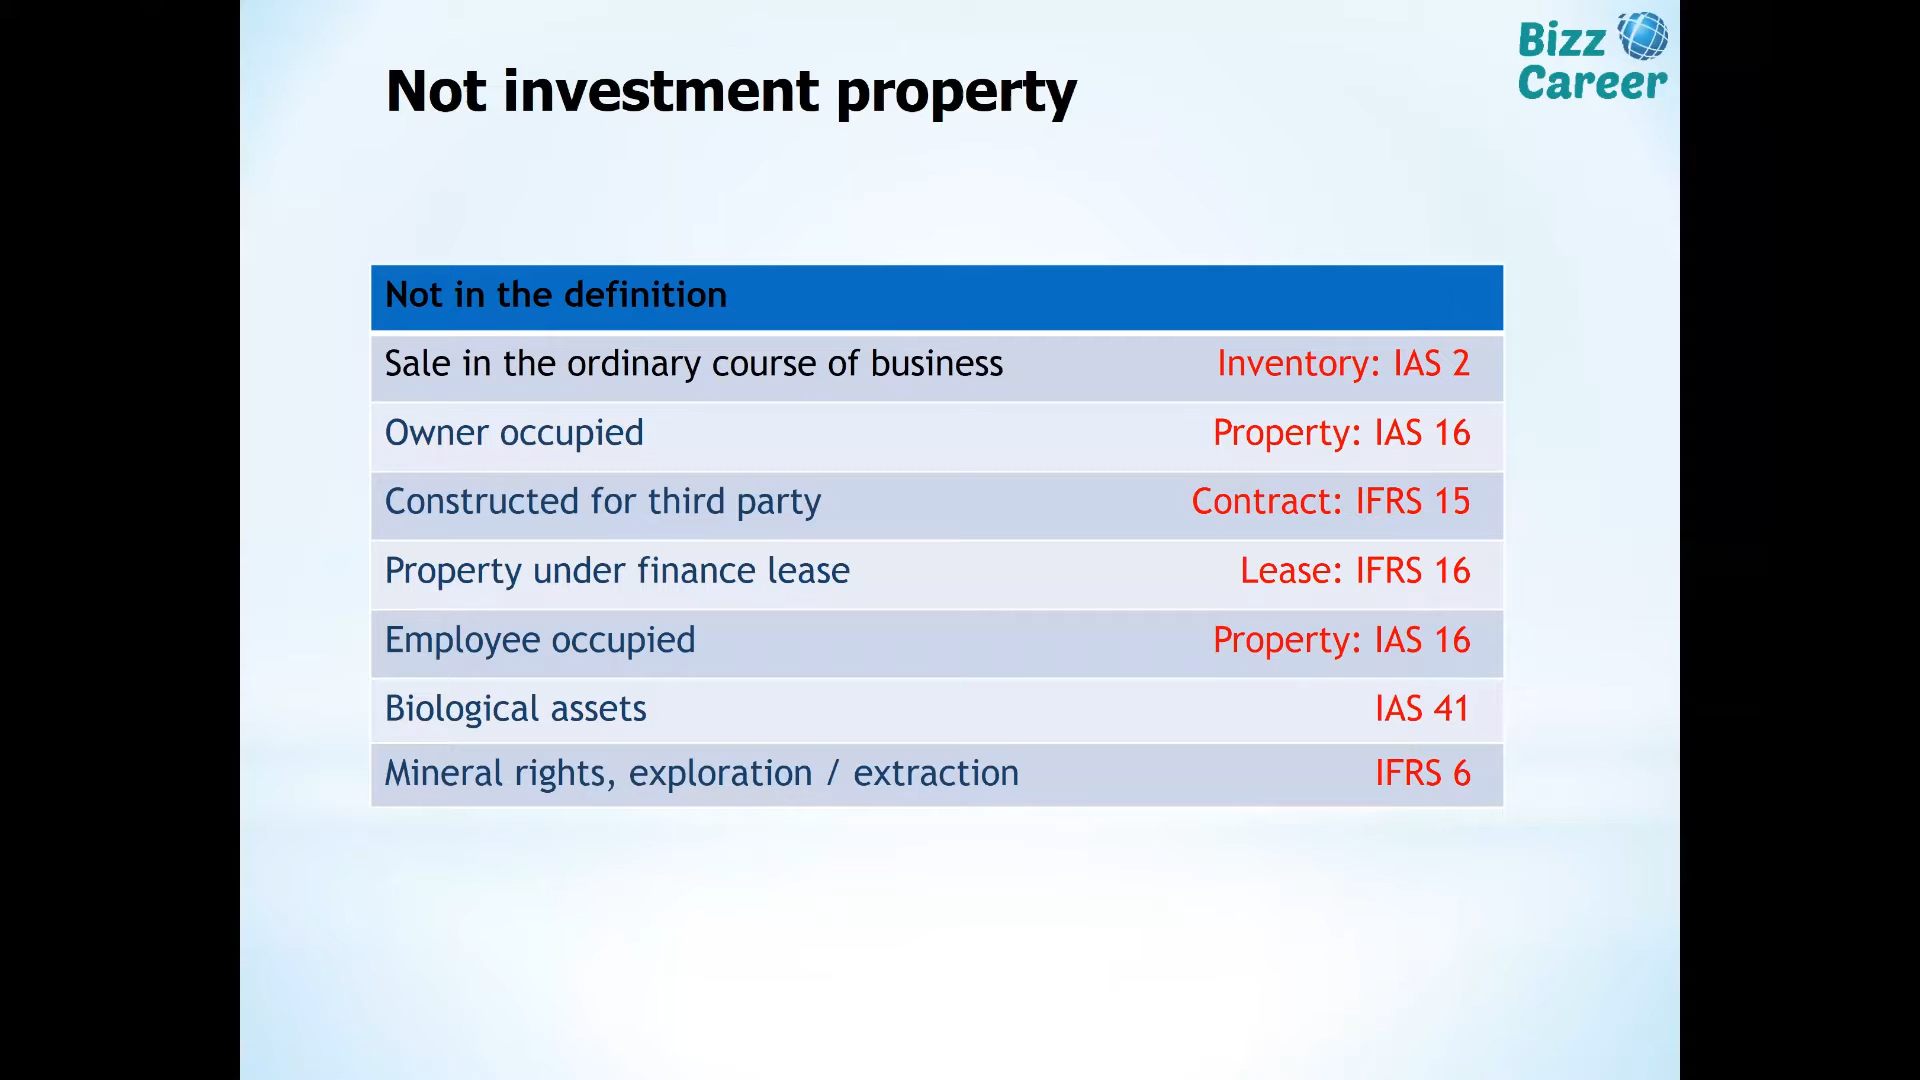 Bizz
Career
Not investment property
Not in the definition
Sale in the ordinary course of business Inventory: IAS 2
Owner occupied Property: IAS 16
Constructed for third party Contract: IFRS 15
Property under finance lease Lease: IFRS 16
Employee occupied Property: IAS 16
Biological assets IAS 41
Mineral rights, exploration / extraction IFRS 6